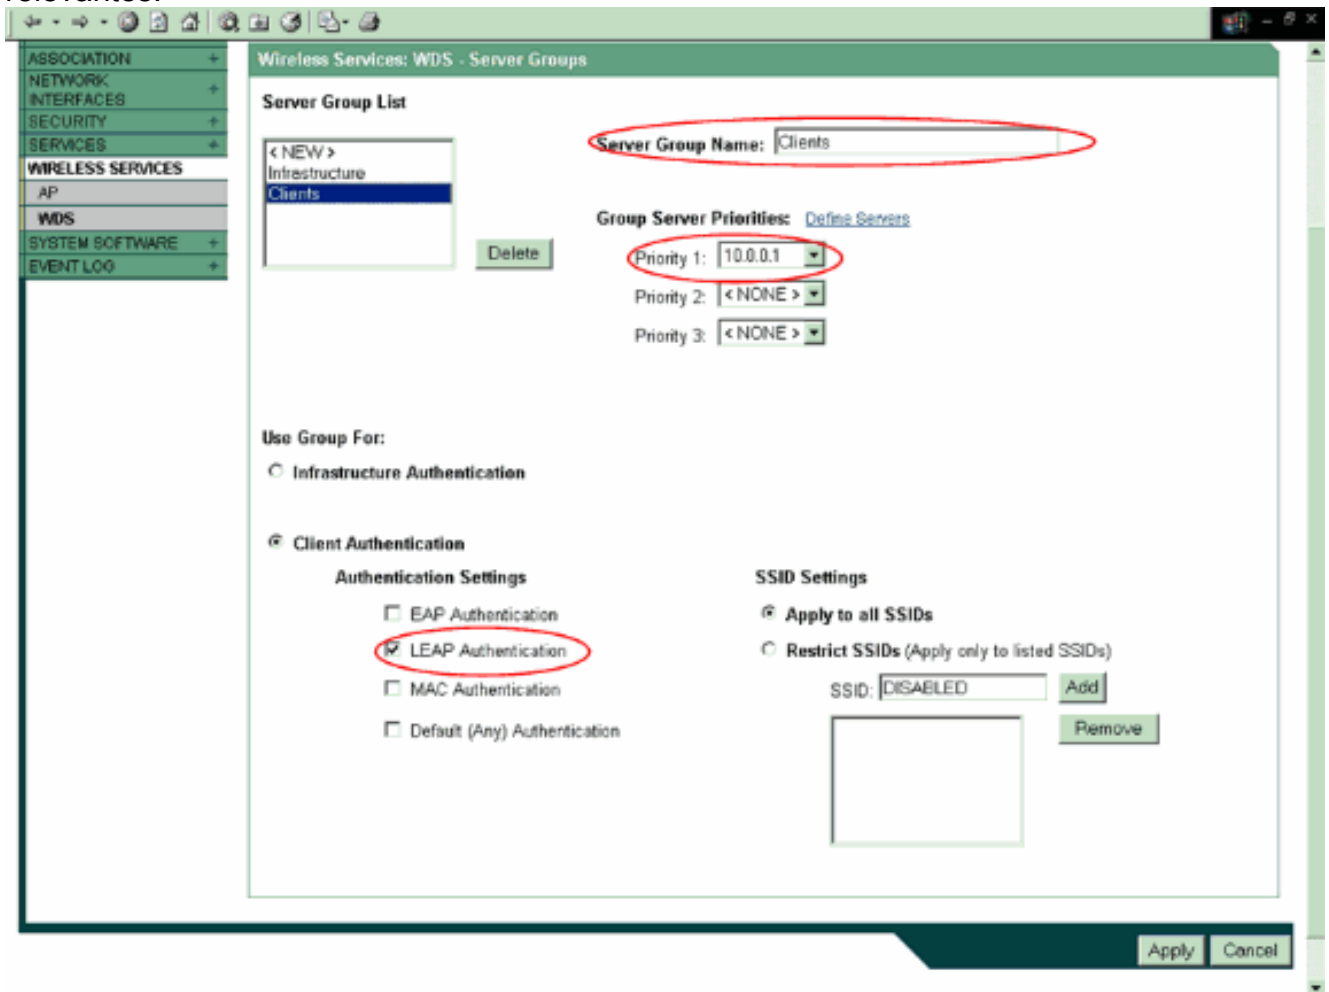 relevantes.
ASSOCIATION +
NETWORK
INTERFACES +
SECURITY +
SERVICES +
WIRELESS SERVICES
AP
WDS
SYSTEM SOFTWARE +
EVENT LOG +
Wireless Services: WDS - Server Groups
Server Group List
< NEW >
Infrastructure
Clients
Delete
Server Group Name: Clients
Group Server Priorities: Define Servers
Priority 1: 10.0.0.1
Priority 2: < NONE >
Priority 3: < NONE >
Use Group For:
Infrastructure Authentication
Client Authentication
Authentication Settings
EAP Authentication
LEAP Authentication
MAC Authentication
Default (Any) Authentication
SSID Settings
Apply to all SSIDs
Restrict SSIDs (Apply only to listed SSIDs)
SSID: DISABLED Add
Remove
Apply Cancel